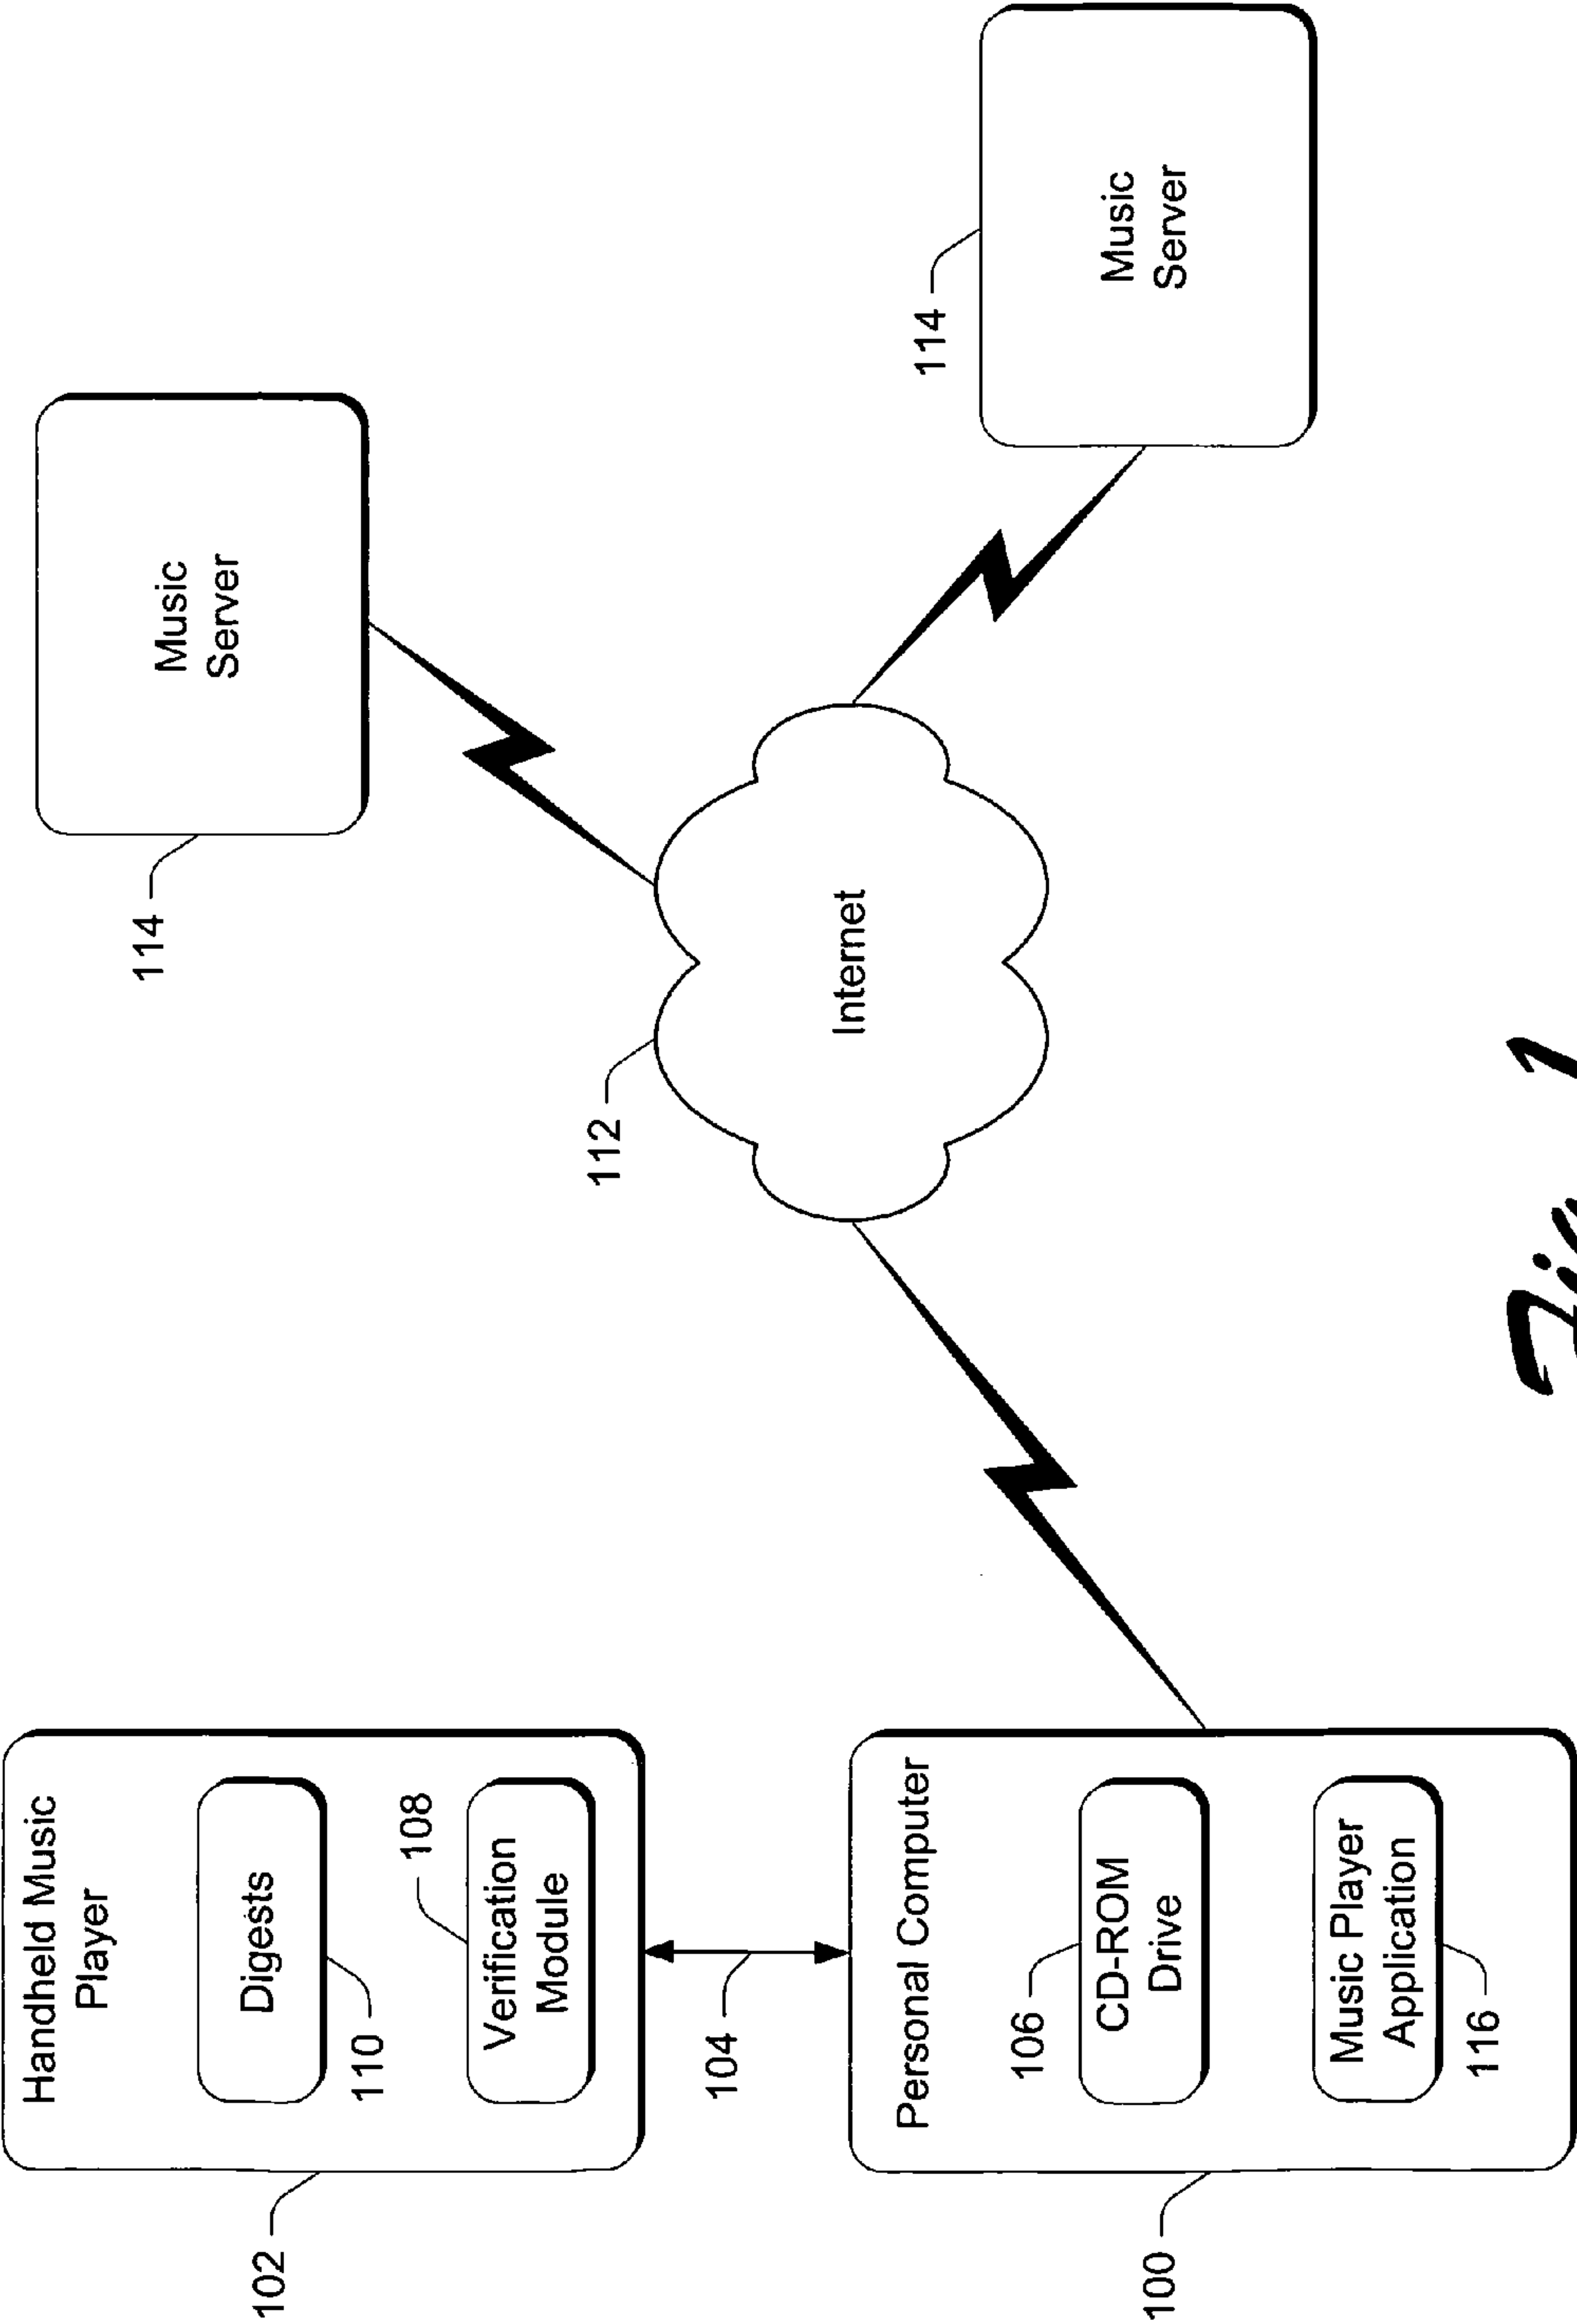 102
Handheld Music
Player
Digests
110
108
Verification
Module
104
100
Personal Computer
106
CD-ROM
Drive
Music Player
Application
116
112
Internet
114
Music
Server
114
Music
Server